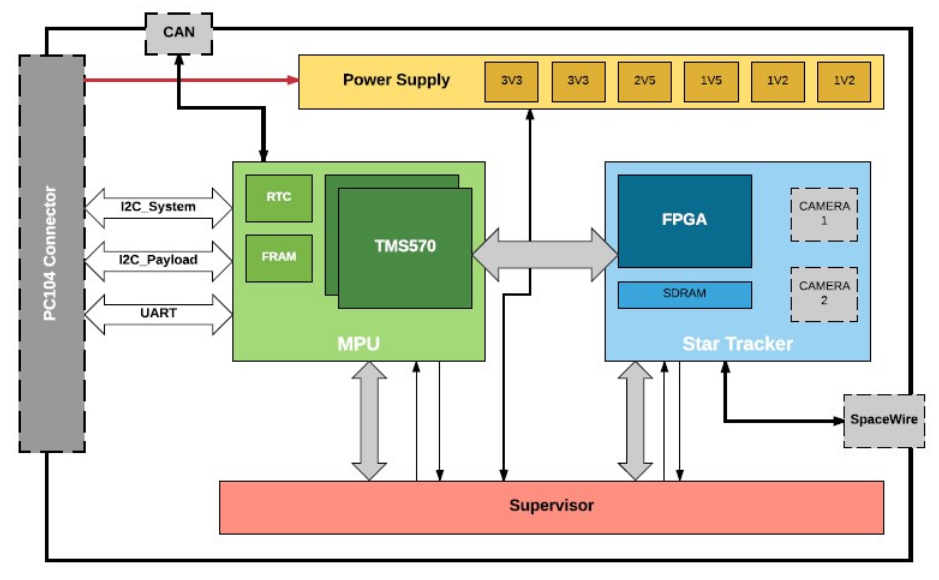 CAN
Power Supply
3V3
3V3
2V5
1V5
1V2
1V2
PC104 Connector
I2C_System
I2C_Payload
UART
RTC
FRAM
TMS570
MPU
FPGA
SDRAM
CAMERA
1
CAMERA
2
Star Tracker
SpaceWire
Supervisor